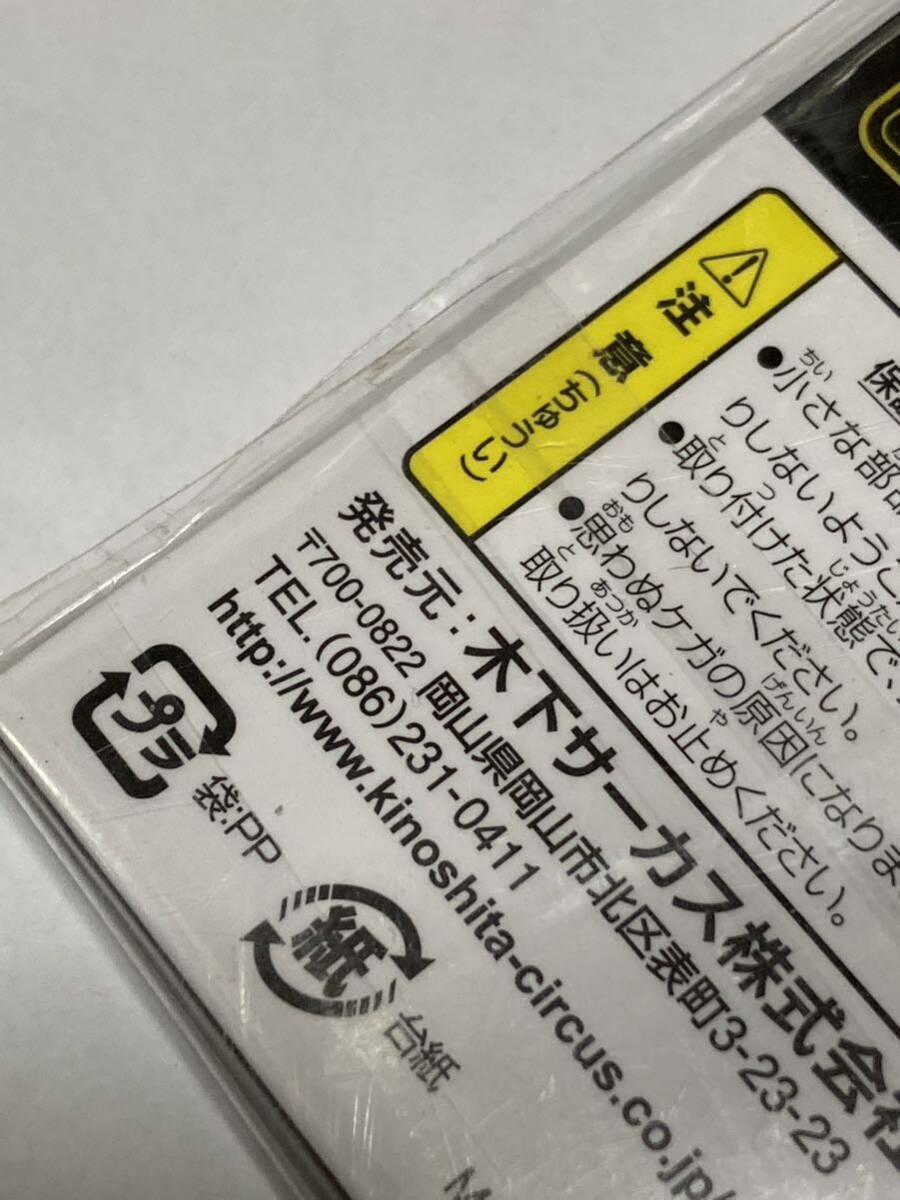 保
⚠注意(ちゅうい)
●小さな部品
りしないよう
●取り付けた状態で、
りしないでください。
●思わぬケガの原因になりま
取り扱いはお止めください。
発売元：木下サーカス株式会社
〒700-0822 岡山県岡山市北区表町3-23-23
TEL.(086)231-0411
http://www.kinoshita-circus.co.jp/
プラ
袋:PP
紙
台紙
M